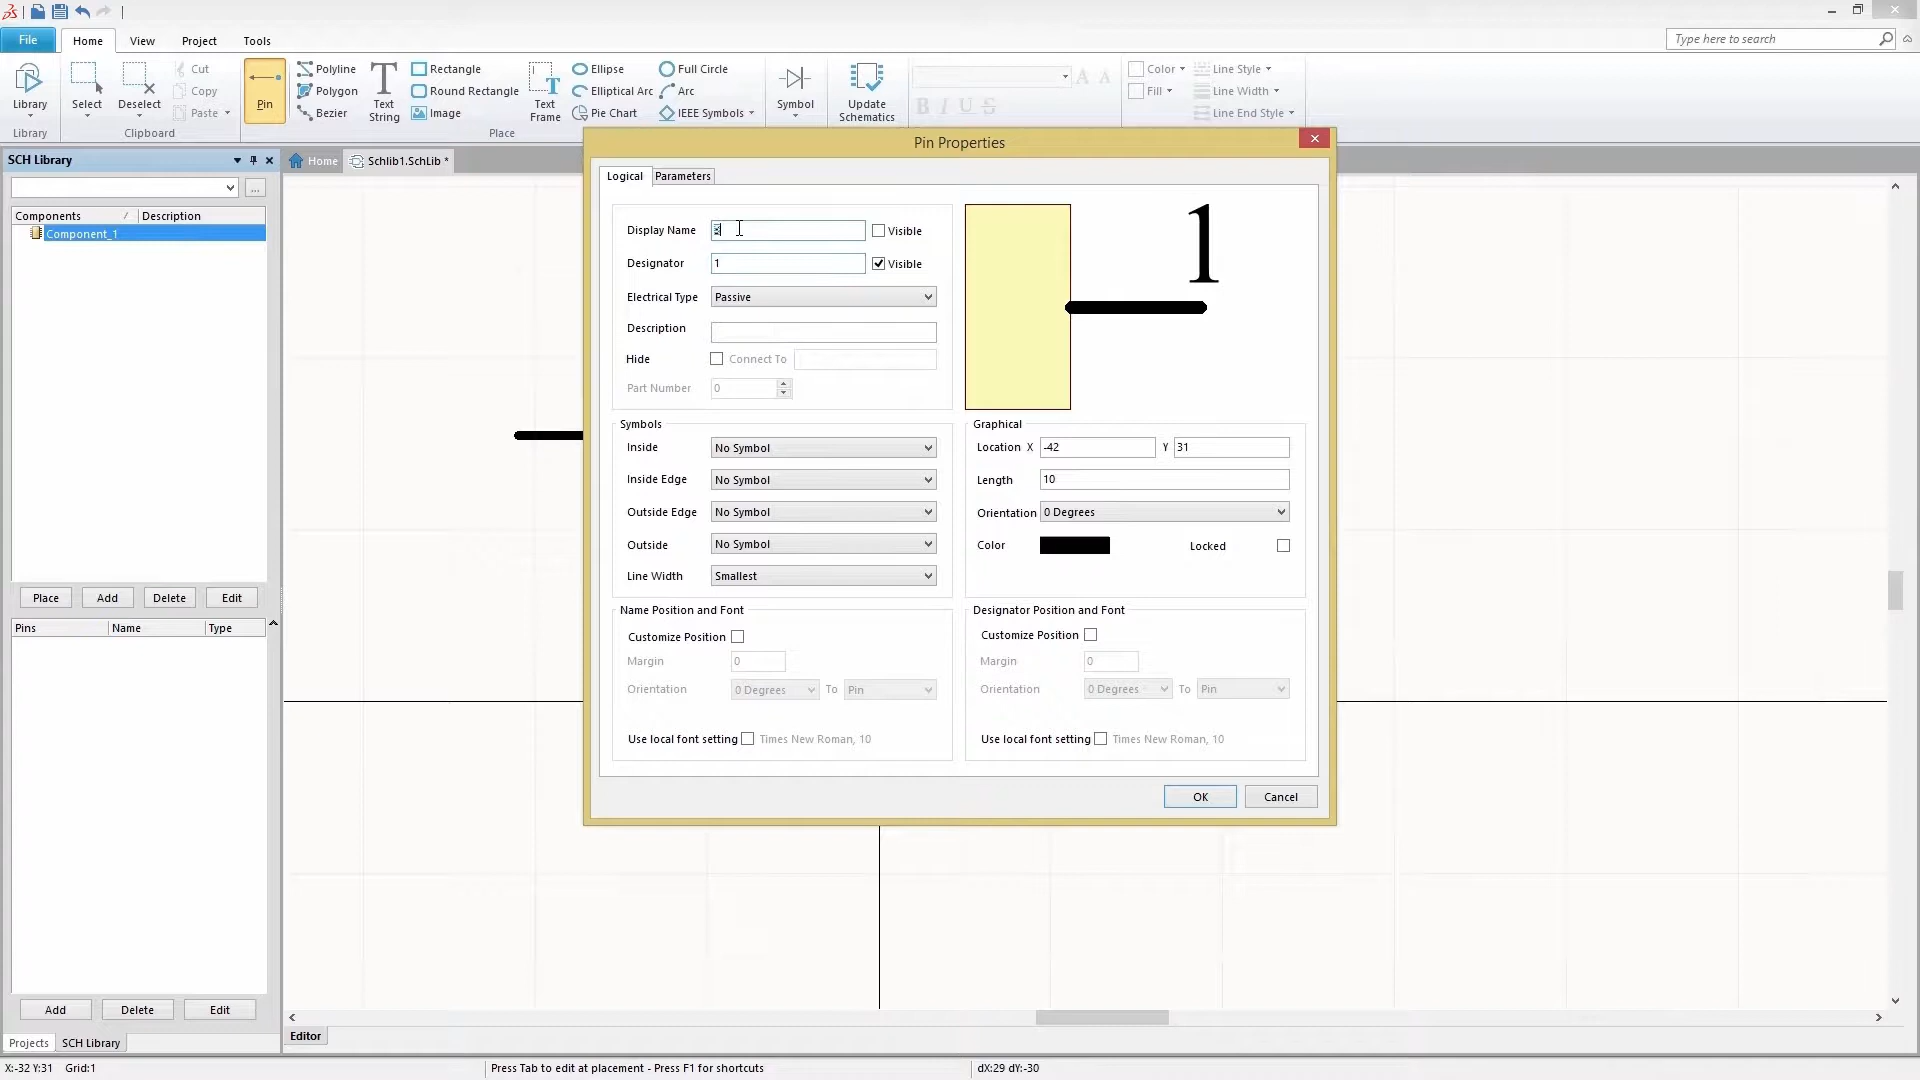 File Home View Project Tools
Type here to search
Library Select Deselect Cut Copy Paste Pin Polyline Polygon Bezier Text String Rectangle Round Rectangle Image Text Frame Ellipse Elliptical Arc Pie Chart Full Circle Arc IEEE Symbols Symbol Update Schematics A A B I U S Color Fill Line Style Line Width Line End Style
Library Clipboard Place
SCH Library
Home Schlib1.SchLib *
...
Components / Description
Component_1
Place Add Delete Edit
Pins Name Type
Add Delete Edit
Projects SCH Library
Pin Properties
Logical Parameters
Display Name Visible
Designator 1 Visible
Electrical Type Passive
Description
Hide Connect To
Part Number 0
1
Symbols
Inside No Symbol
Inside Edge No Symbol
Outside Edge No Symbol
Outside No Symbol
Line Width Smallest
Graphical
Location X -42 Y 31
Length 10
Orientation 0 Degrees
Color Locked
Name Position and Font
Customize Position
Margin 0
Orientation 0 Degrees To Pin
Use local font setting Times New Roman, 10
Designator Position and Font
Customize Position
Margin 0
Orientation 0 Degrees To Pin
Use local font setting Times New Roman, 10
OK Cancel
Editor
X:-32 Y:31 Grid:1
Press Tab to edit at placement - Press F1 for shortcuts
dX:29 dY:-30